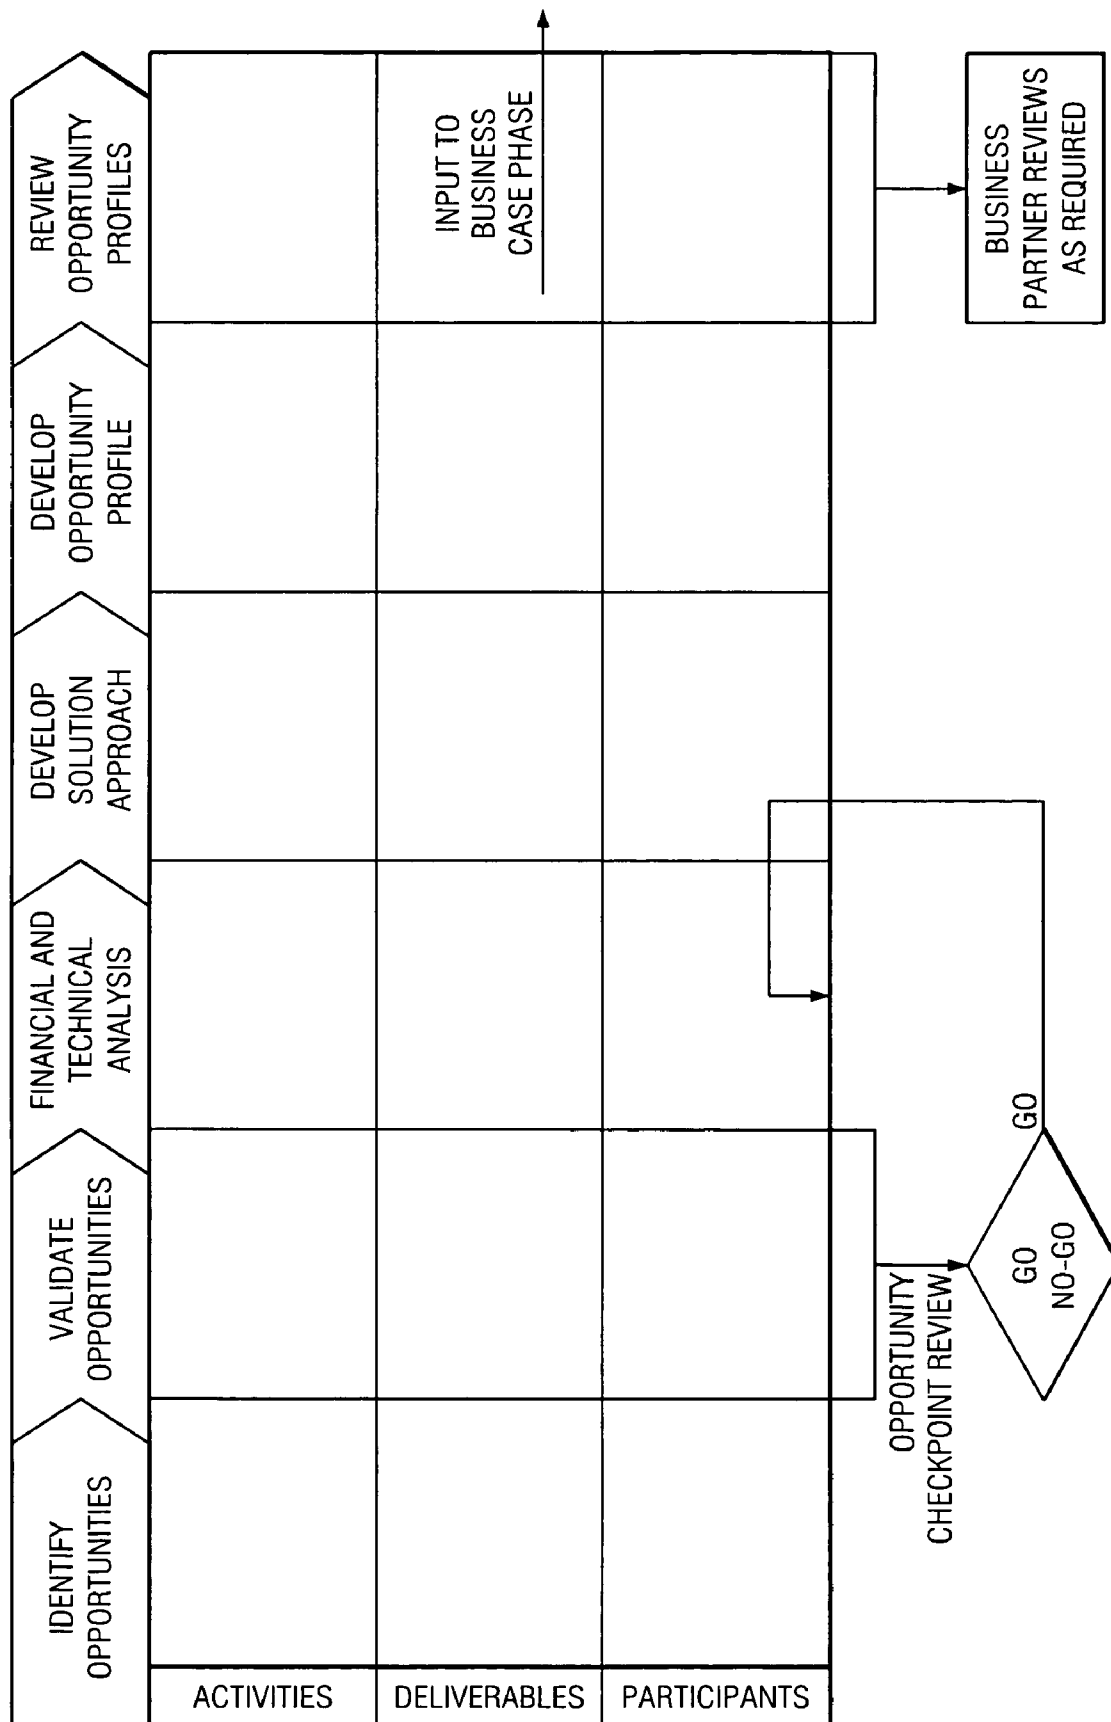 IDENTIFY
OPPORTUNITIES
VALIDATE
OPPORTUNITIES
FINANCIAL AND
TECHNICAL
ANALYSIS
DEVELOP
SOLUTION
APPROACH
DEVELOP
OPPORTUNITY
PROFILE
REVIEW
OPPORTUNITY
PROFILES
ACTIVITIES
DELIVERABLES
INPUT TO
BUSINESS
CASE PHASE
PARTICIPANTS
OPPORTUNITY
CHECKPOINT REVIEW
GO
NO-GO
GO
BUSINESS
PARTNER REVIEWS
AS REQUIRED